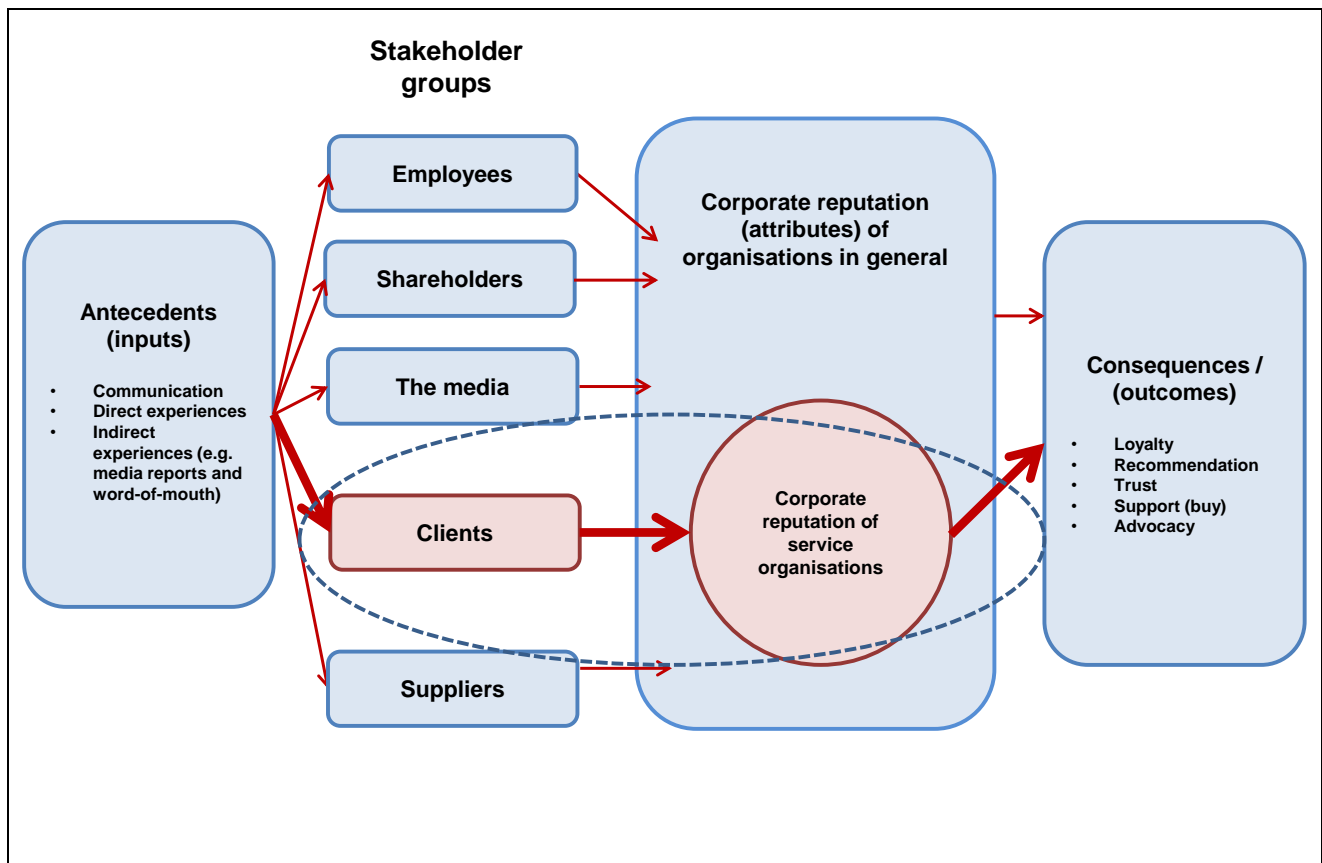 Stakeholder
groups
Employees
Shareholders
The media
Clients
Suppliers
Antecedents
(inputs)
• Communication
• Direct experiences
• Indirect
experiences (e.g.
media reports and
word-of-mouth)
Corporate reputation
(attributes) of
organisations in general
Corporate
reputation of
service
organisations
Consequences /
(outcomes)
• Loyalty
• Recommendation
• Trust
• Support (buy)
• Advocacy